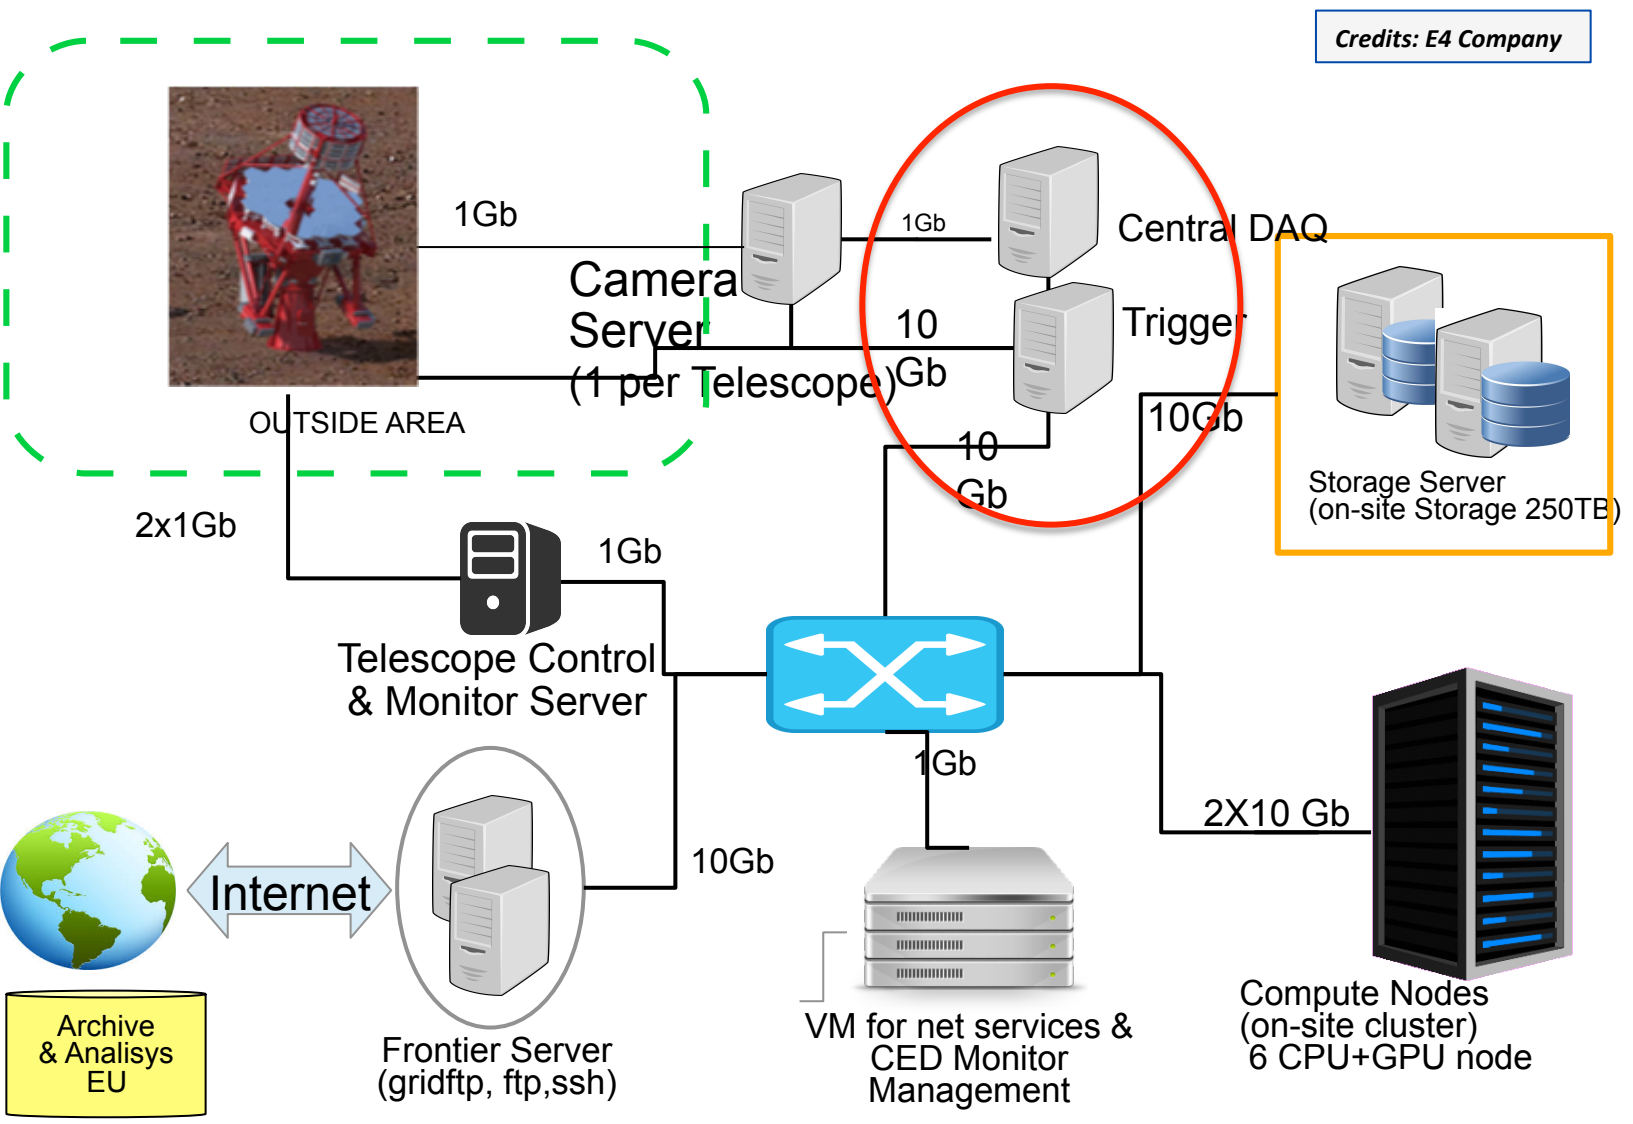 Credits: E4 Company
1Gb
1Gb
Central DAQ
Camera
Server
(1 per Telescope)
10
Gb
Trigger
OUTSIDE AREA
10
Gb
10Gb
Storage Server
(on-site Storage 250TB)
2x1Gb
1Gb
Telescope Control
& Monitor Server
1Gb
2X10 Gb
10Gb
Internet
Archive
& Analisys
EU
Frontier Server
(gridftp, ftp,ssh)
VM for net services &
CED Monitor
Management
Compute Nodes
(on-site cluster)
6 CPU+GPU node